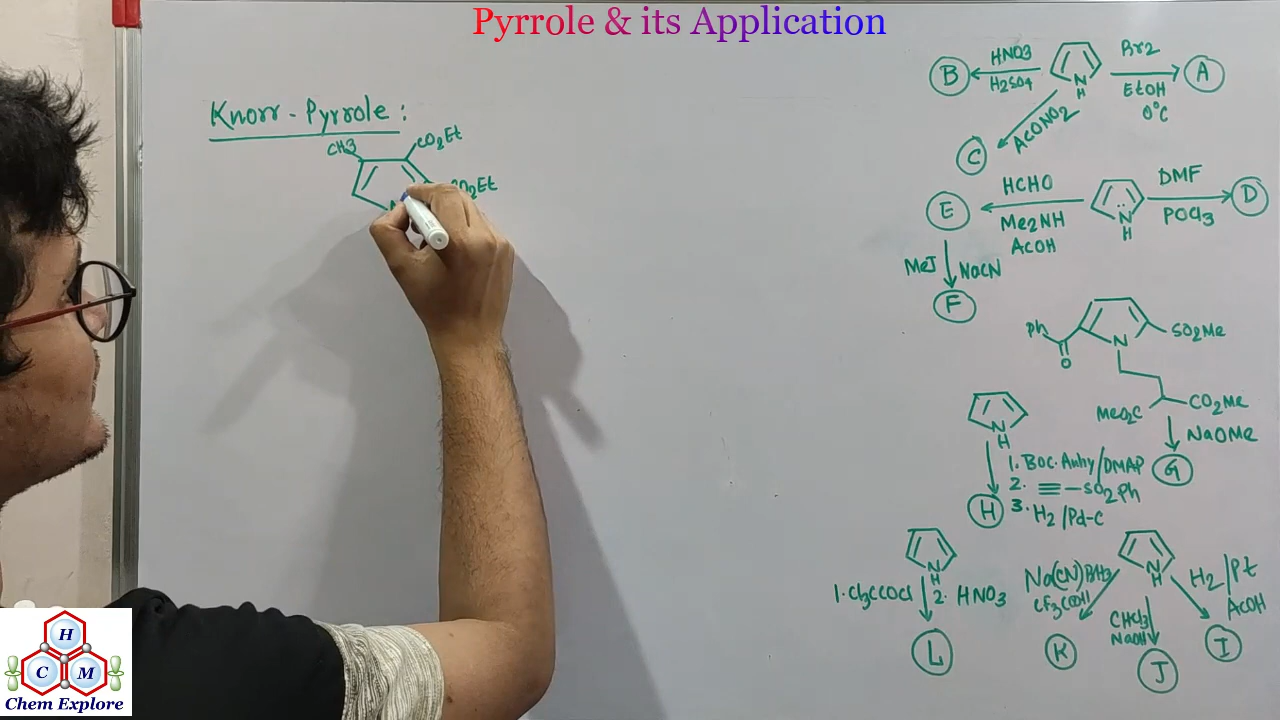 Pyrrole & its Application
Knorr-Pyrrole:
CH3
CO2Et
CO2Et
B
HNO3
H2SO4
N
H
Br2
EtOH
0°C
A
ACONO2
C
E
HCHO
Me2NH
ACOH
N
H
DMF
POCl3
D
MeI
NaCN
F
Ph
O
N
SO2Me
MeO2C
CO2Me
NaOMe
G
N
H
1. Boc. Anhy/DMAP
2. ≡-SO2Ph
3. H2/Pd-C
H
N
H
1. Cl3CCOCl
2. HNO3
L
N
H
Na(CN)BH3
CF3COOH
K
CHCl3
NaOH
J
H2/Pt
ACOH
I
H
C M
Chem Explore